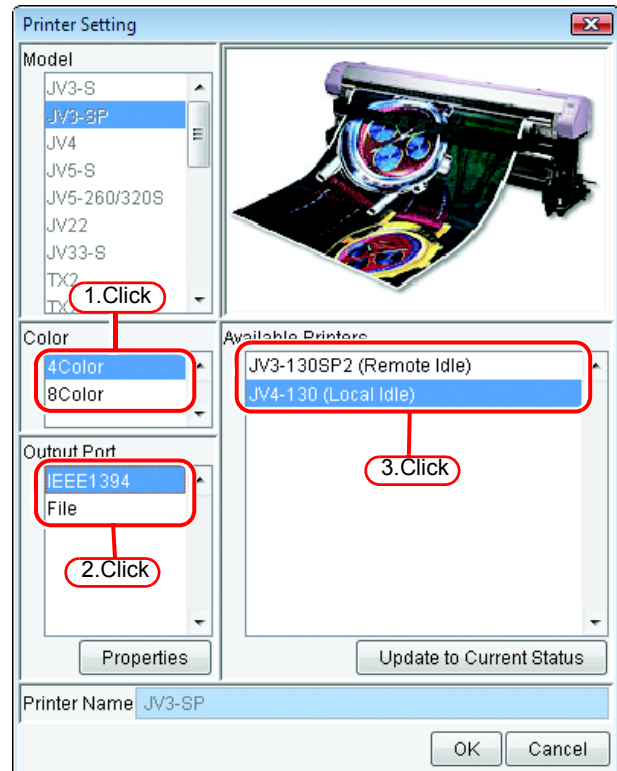 Printer Setting
Model
JV3-S
JV3-SP
JV4
JV5-S
JV5-260/320S
JV22
JV33-S
TX2
1.Click
Color
4Color
8Color
Output Port
IEEE1394
File
2.Click
Properties
Available Printers
JV3-130SP2 (Remote Idle)
JV4-130 (Local Idle)
3.Click
Update to Current Status
Printer Name JV3-SP
OK Cancel